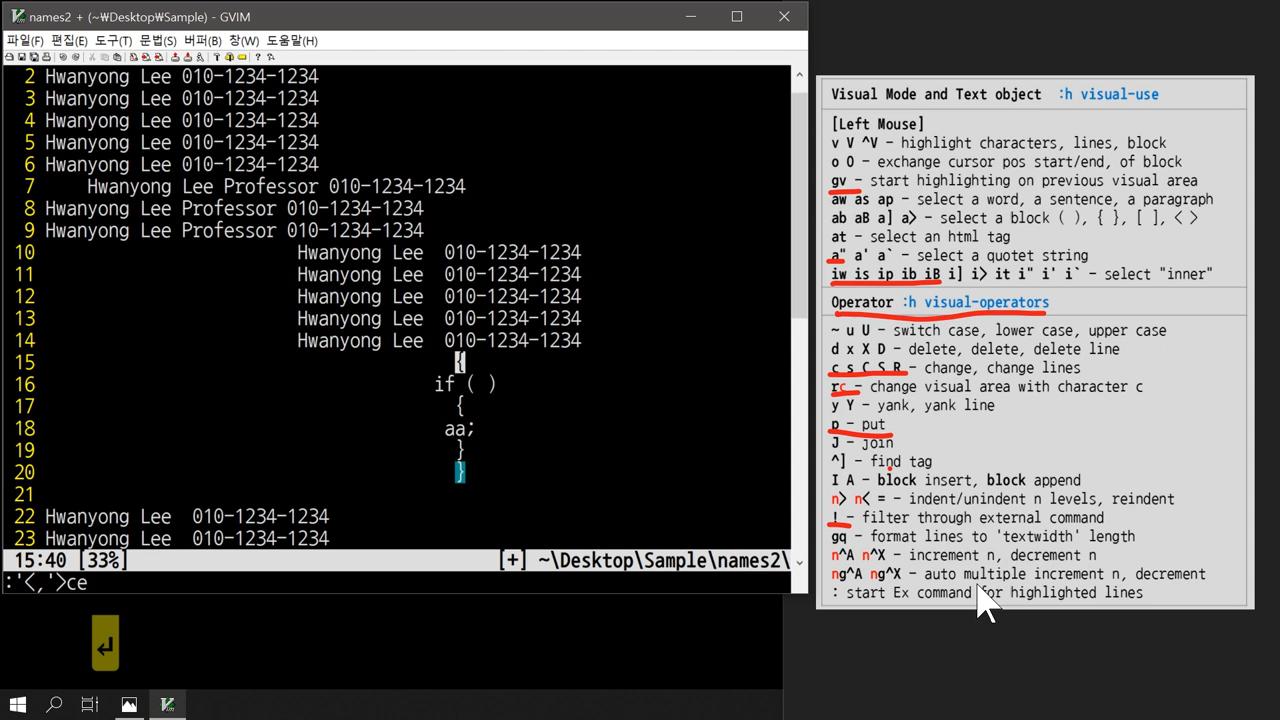 names2 + (~₩Desktop₩Sample) - GVIM
파일(F) 편집(E) 도구(T) 문법(S) 버퍼(B) 창(W) 도움말(H)
2 Hwanyong Lee 010-1234-1234
3 Hwanyong Lee 010-1234-1234
4 Hwanyong Lee 010-1234-1234
5 Hwanyong Lee 010-1234-1234
6 Hwanyong Lee 010-1234-1234
7 Hwanyong Lee Professor 010-1234-1234
8 Hwanyong Lee Professor 010-1234-1234
9 Hwanyong Lee Professor 010-1234-1234
10 Hwanyong Lee 010-1234-1234
11 Hwanyong Lee 010-1234-1234
12 Hwanyong Lee 010-1234-1234
13 Hwanyong Lee 010-1234-1234
14 Hwanyong Lee 010-1234-1234
15 {
16 if ( )
17 {
18 aa;
19 }
20 }
21
22 Hwanyong Lee 010-1234-1234
23 Hwanyong Lee 010-1234-1234
15:40 [33%] [+] ~\Desktop\Sample\names2\
:'<,'>ce
Visual Mode and Text object :h visual-use
[Left Mouse]
v V ^V - highlight characters, lines, block
o O - exchange cursor pos start/end, of block
gv - start highlighting on previous visual area
aw as ap - select a word, a sentence, a paragraph
ab aB a] a> - select a block ( ), { }, [ ], < >
at - select an html tag
a" a' a` - select a quotet string
iw is ip ib iB i] i> it i" i' i` - select "inner"
Operator :h visual-operators
~ u U - switch case, lower case, upper case
d x X D - delete, delete, delete line
c s C S R - change, change lines
rc - change visual area with character c
y Y - yank, yank line
p - put
J - join
^] - find tag
I A - block insert, block append
n> n< = - indent/unindent n levels, reindent
! - filter through external command
gq - format lines to 'textwidth' length
n^A n^X - increment n, decrement n
ng^A ng^X - auto multiple increment n, decrement
: start Ex command for highlighted lines